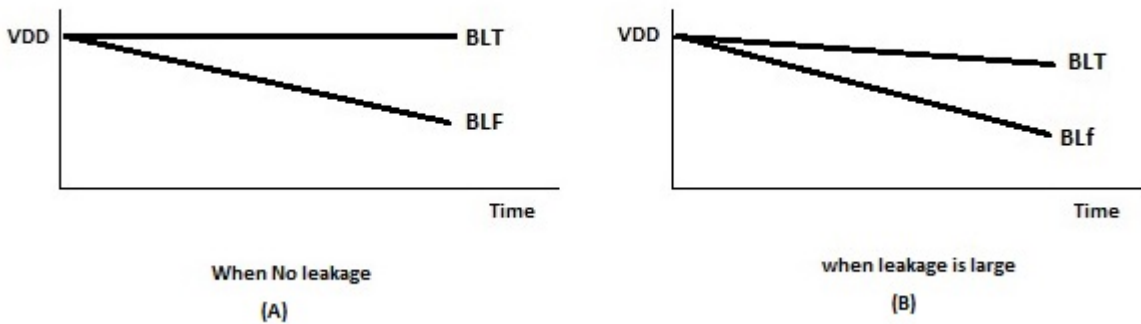 VDD
BLT
BLF
Time
When No leakage
(A)
VDD
BLT
BLf
Time
when leakage is large
(B)